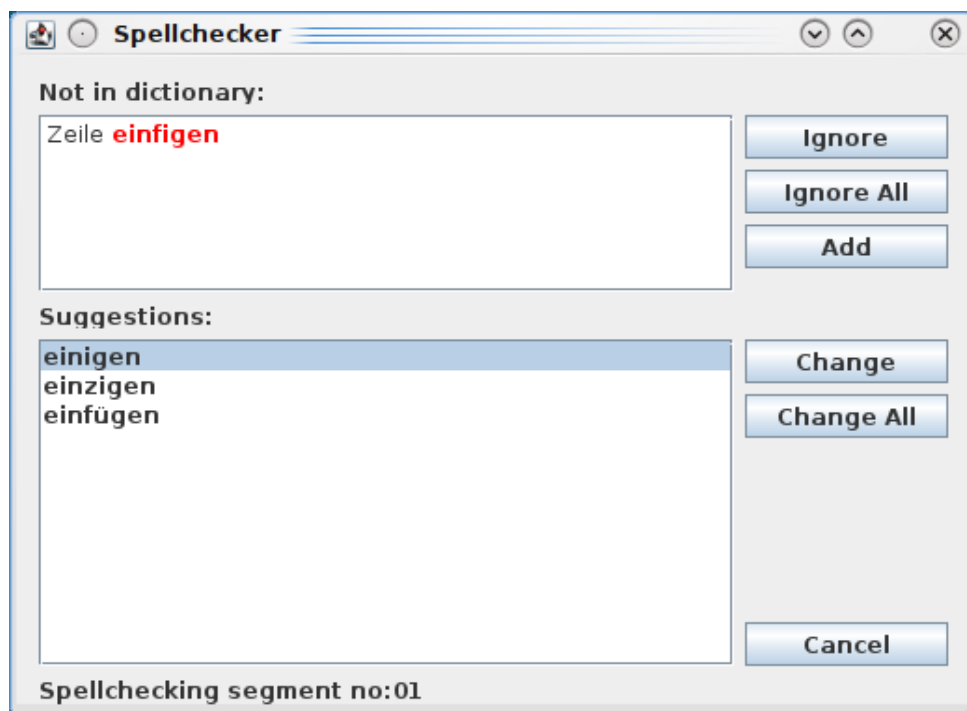 Spellchecker
Not in dictionary:
Zeile einfigen
Ignore
Ignore All
Add
Suggestions:
einigen
einzigen
einfügen
Change
Change All
Cancel
Spellchecking segment no:01